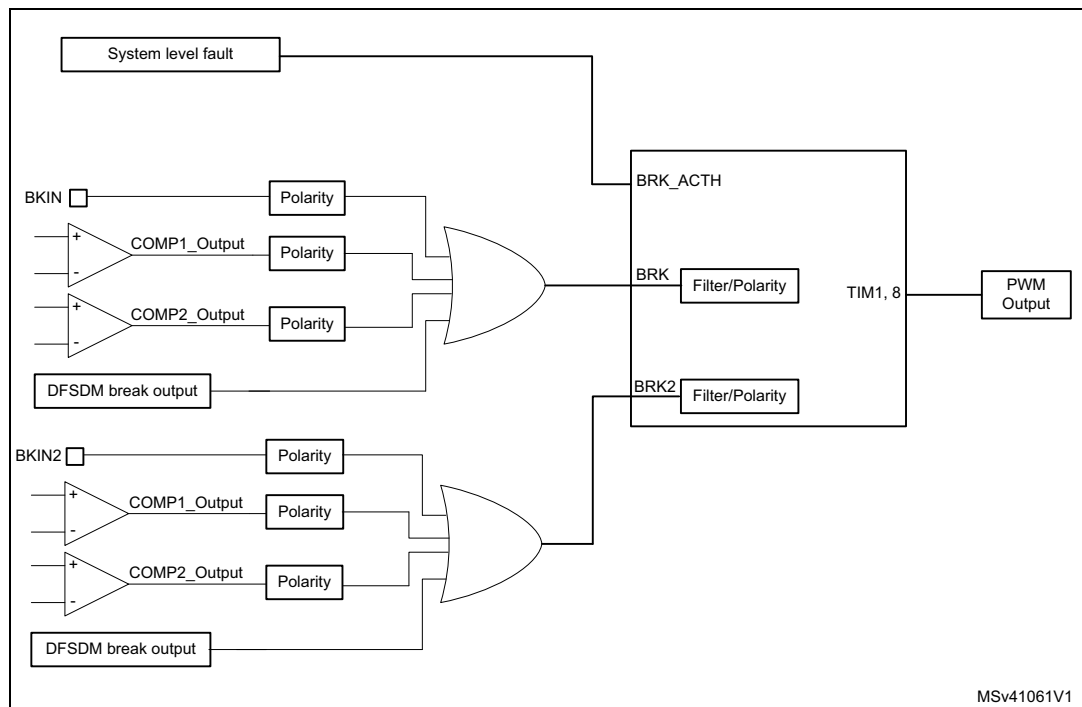 System level fault
BRK_ACTH
BKIN
Polarity
+
-
COMP1_Output
Polarity
BRK
Filter/Polarity
TIM1, 8
PWM
Output
+
-
COMP2_Output
Polarity
DFSDM break output
BRK2
Filter/Polarity
BKIN2
Polarity
+
-
COMP1_Output
Polarity
+
-
COMP2_Output
Polarity
DFSDM break output
MSv41061V1